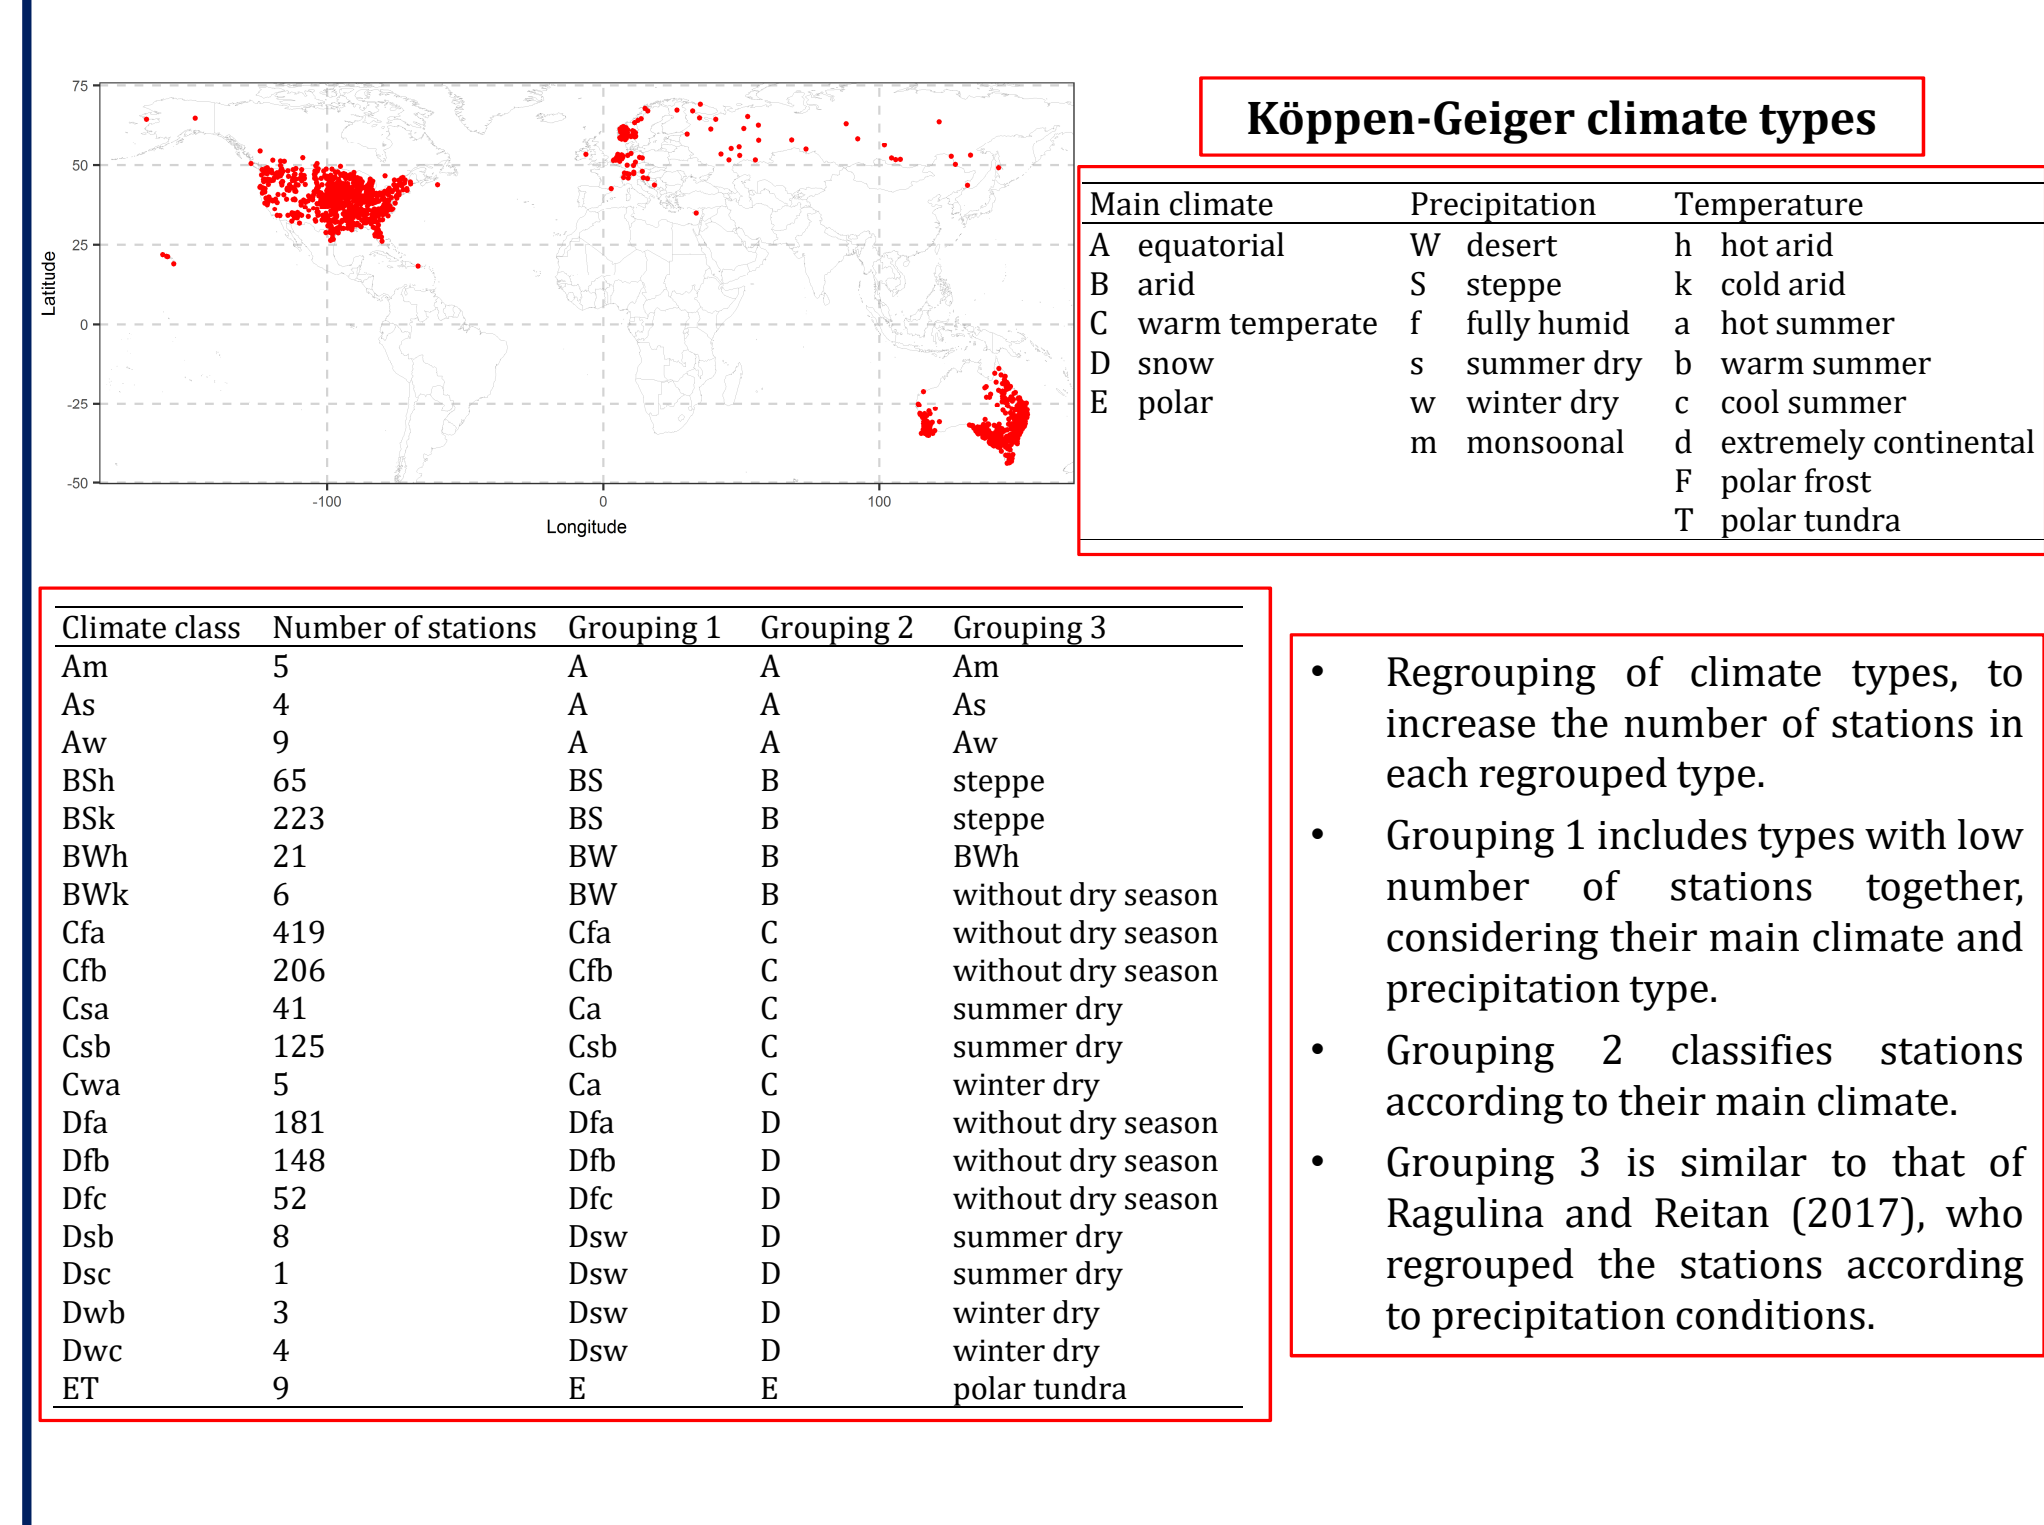 75
50
25
0
-25
-50
-100
0
100
Latitude
Longitude
Köppen-Geiger climate types
Main climate Precipitation Temperature
A equatorial W desert h hot arid
B arid S steppe k cold arid
C warm temperate f fully humid a hot summer
D snow s summer dry b warm summer
E polar w winter dry c cool summer
m monsoonal d extremely continental
F polar frost
T polar tundra
Climate class Number of stations Grouping 1 Grouping 2 Grouping 3
Am 5 A A Am
As 4 A A As
Aw 9 A A Aw
BSh 65 BS B steppe
BSk 223 BS B steppe
BWh 21 BW B BWh
BWk 6 BW B without dry season
Cfa 419 Cfa C without dry season
Cfb 206 Cfb C without dry season
Csa 41 Ca C summer dry
Csb 125 Csb C summer dry
Cwa 5 Ca C winter dry
Dfa 181 Dfa D without dry season
Dfb 148 Dfb D without dry season
Dfc 52 Dfc D without dry season
Dsb 8 Dsw D summer dry
Dsc 1 Dsw D summer dry
Dwb 3 Dsw D winter dry
Dwc 4 Dsw D winter dry
ET 9 E E polar tundra
• Regrouping of climate types, to
increase the number of stations in
each regrouped type.
• Grouping 1 includes types with low
number of stations together,
considering their main climate and
precipitation type.
• Grouping 2 classifies stations
according to their main climate.
• Grouping 3 is similar to that of
Ragulina and Reitan (2017), who
regrouped the stations according
to precipitation conditions.